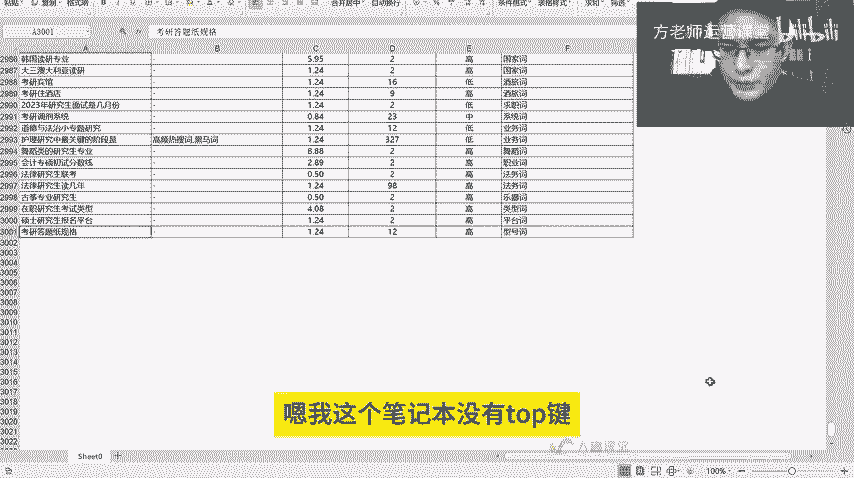 粘贴 复制 格式刷 合并居中 自动换行 条件格式 表格样式 求和 筛选
A3001 考研答题纸规格
A B C D E F
2986 韩国读研专业 - 5.95 2 高 国家词
2987 大三澳大利亚读研 - 1.24 2 高 国家词
2988 考研宾馆 - 1.24 16 低 酒旅词
2989 考研住酒店 - 1.24 9 高 酒旅词
2990 2023年研究生面试是几月份 - 1.24 2 低 求职词
2991 考研调剂系统 - 0.84 23 中 系统词
2992 道德与法治小专题研究 - 1.24 12 低 业务词
2993 护理研究中最关键的阶段是 高频热搜词,黑马词 1.24 327 低 业务词
2994 舞蹈类的研究生专业 - 8.88 2 高 舞蹈词
2995 会计专硕初试分数线 - 2.89 2 高 职业词
2996 法律研究生联考 - 0.50 2 高 法务词
2997 法律研究生读几年 - 1.24 98 高 法务词
2998 古筝专业研究生 - 0.50 2 高 乐器词
2999 在职研究生考试类型 - 4.08 2 高 类型词
3000 硕士研究生报名平台 - 1.24 2 高 平台词
3001 考研答题纸规格 - 1.24 12 高 型号词
3002
3003
3004
3005
3006
3007
3008
3009
3010
3011
3012
3013
3014
3015
3016
3017
3018
3019
3020
3021
3022
方老师运营课堂 bilibili
嗯我这个笔记本没有top键
Sheet0
100%